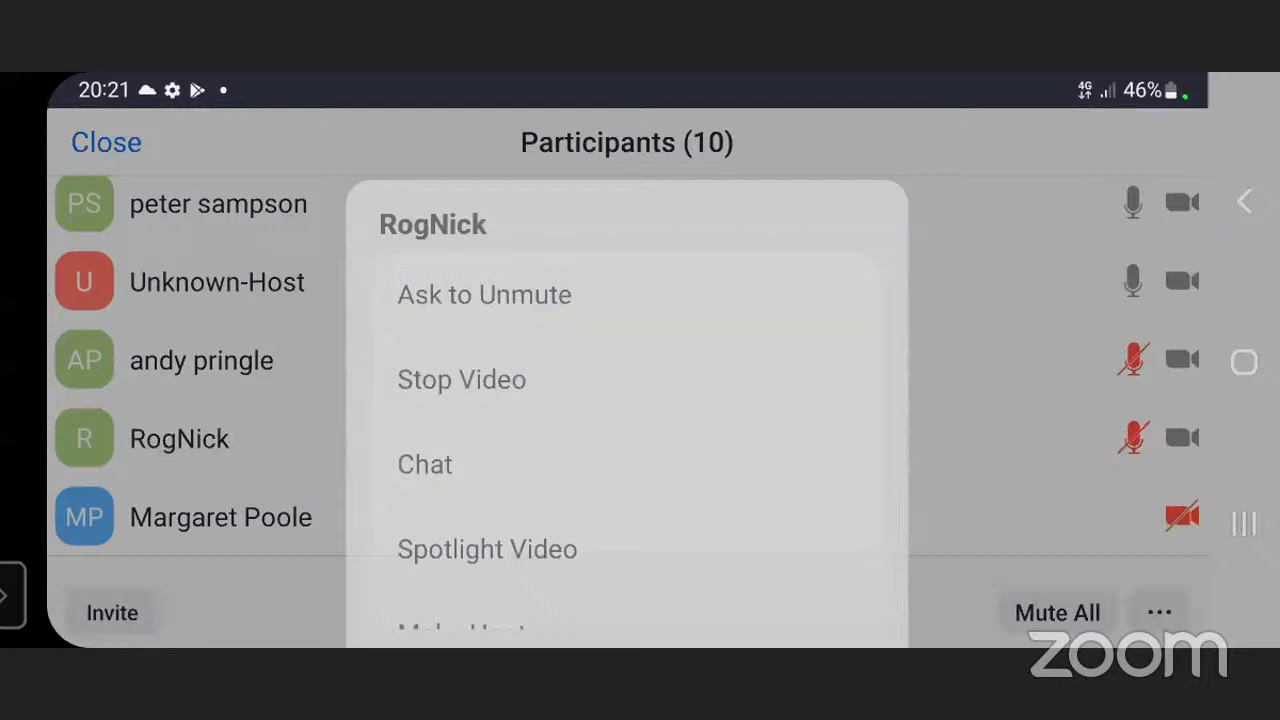 20:21
4G 46%
Close
Participants (10)
PS peter sampson
U Unknown-Host
AP andy pringle
R RogNick
MP Margaret Poole
RogNick
Ask to Unmute
Stop Video
Chat
Spotlight Video
Invite
Mute All
zoom